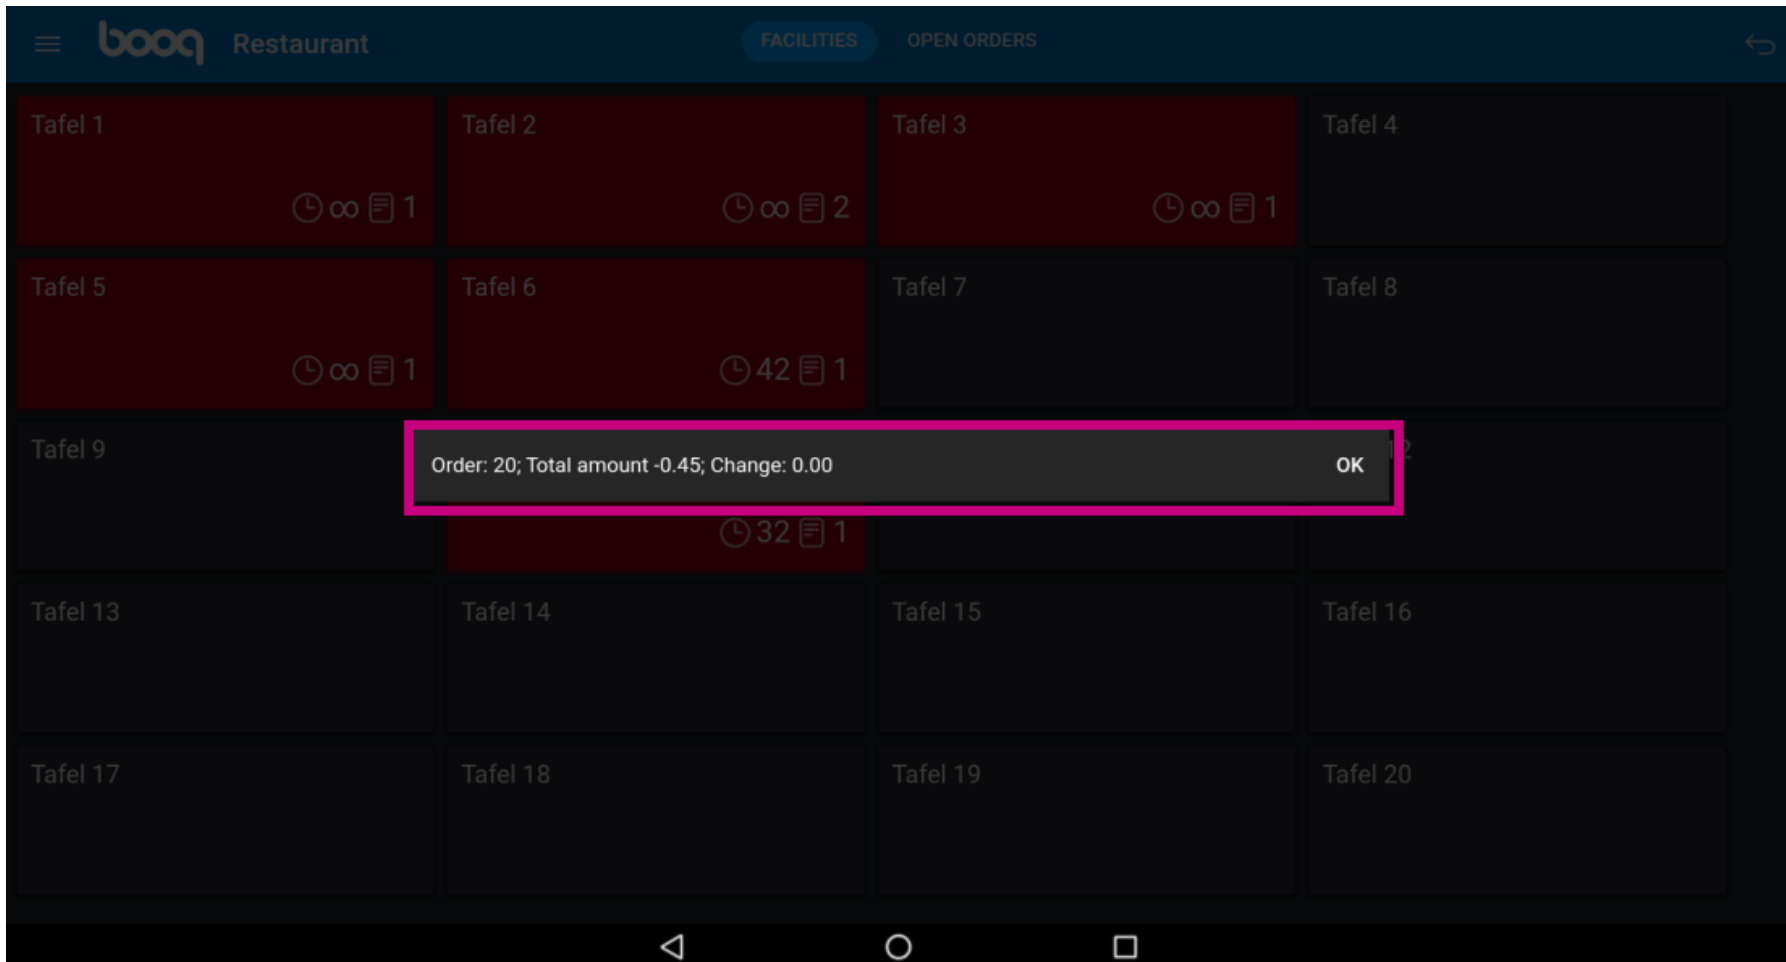 booq Restaurant FACILITIES OPEN ORDERS
Tafel 1 Tafel 2 Tafel 3 Tafel 4
∞ 1 ∞ 2 ∞ 1
Tafel 5 Tafel 6 Tafel 7 Tafel 8
∞ 1 42 1
Tafel 9 2
Order: 20; Total amount -0.45; Change: 0.00 OK
32 1
Tafel 13 Tafel 14 Tafel 15 Tafel 16
Tafel 17 Tafel 18 Tafel 19 Tafel 20